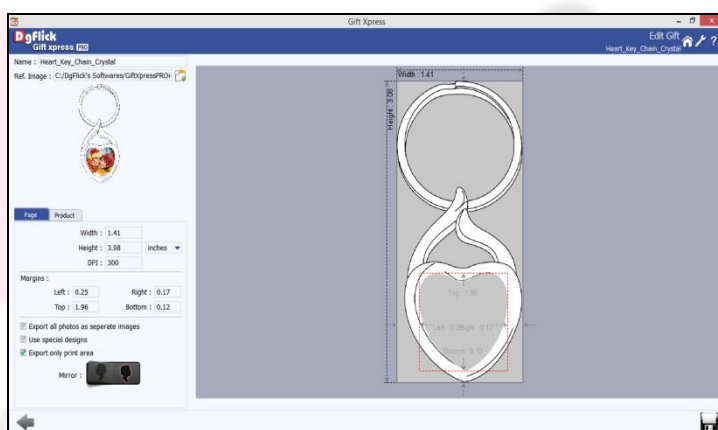 Gift Xpress
DgFlick
Gift xpress PRO
Edit Gift
Heart_Key_Chain_Crystal
?
Name : Heart_Key_Chain_Crystal
Ref. Image : C:/DgFlick's Softwares/GiftXpressPRO
Page Product
Width : 1.41
Height : 3.08 inches
DPI : 300
Margins :
Left : 0.25 Right : 0.17
Top : 1.96 Bottom : 0.12
Export all photos as seperate images
Use special designs
Export only print area
Mirror :
Width : 1.41
Height : 3.08
Top : 1.96
Left : 0.25 Right : 0.17
Bottom : 0.12